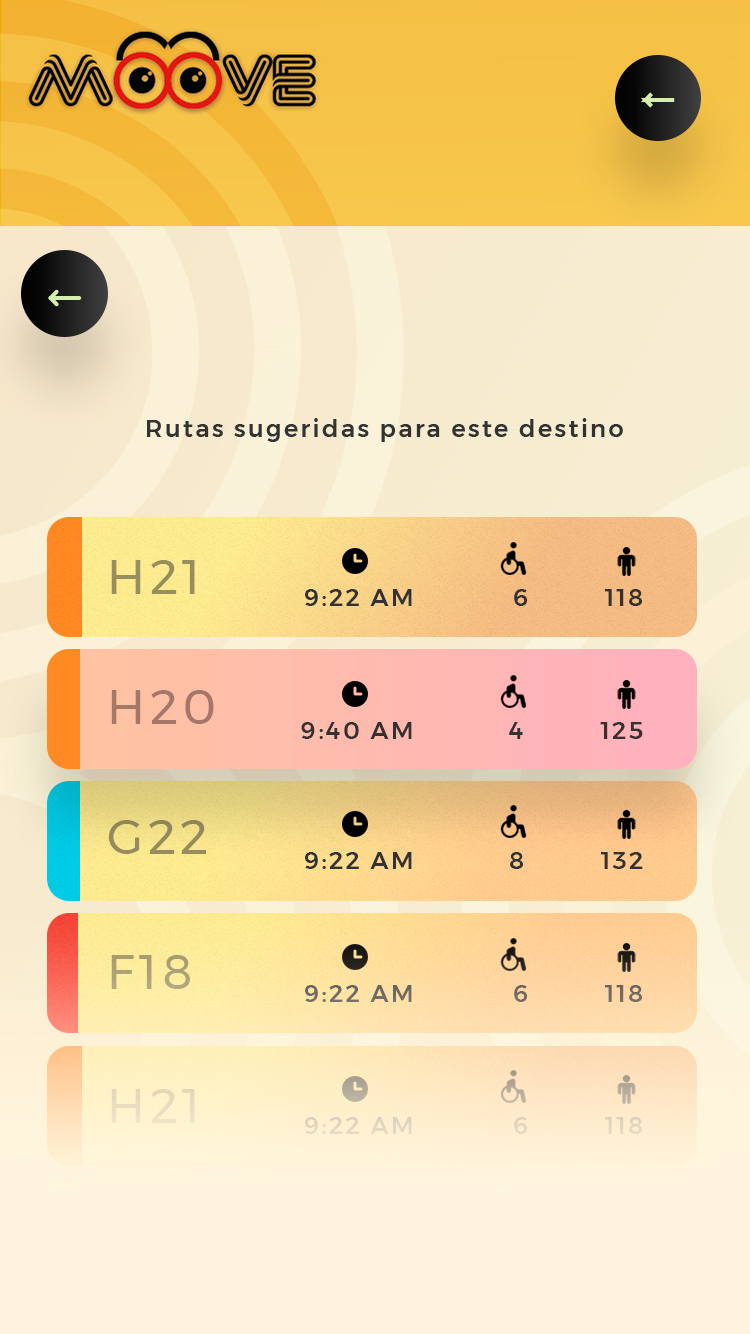 MOOVE
Rutas sugeridas para este destino
H21
9:22 AM 6 118
H20
9:40 AM 4 125
G22
9:22 AM 8 132
F18
9:22 AM 6 118
H21
9:22 AM 6 118